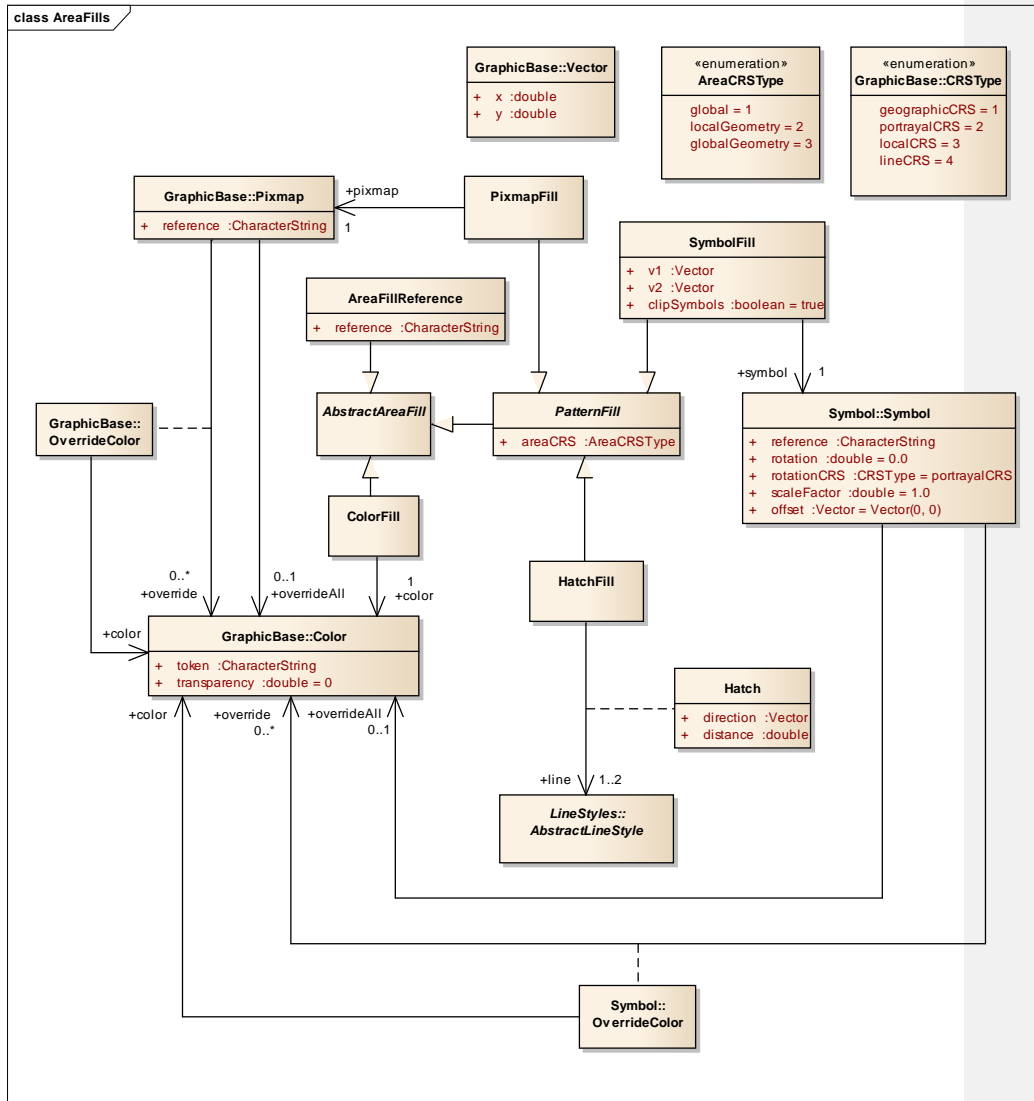 class AreaFills
GraphicBase::Vector
+ x :double
+ y :double
«enumeration»
AreaCRSType
global = 1
localGeometry = 2
globalGeometry = 3
«enumeration»
GraphicBase::CRSType
geographicCRS = 1
portrayalCRS = 2
localCRS = 3
lineCRS = 4
GraphicBase::Pixmap
+ reference :CharacterString
+pixmap
1
PixmapFill
SymbolFill
+ v1 :Vector
+ v2 :Vector
+ clipSymbols :boolean = true
AreaFillReference
+ reference :CharacterString
+symbol
1
GraphicBase::
OverrideColor
AbstractAreaFill
PatternFill
+ areaCRS :AreaCRSType
Symbol::Symbol
+ reference :CharacterString
+ rotation :double = 0.0
+ rotationCRS :CRSType = portrayalCRS
+ scaleFactor :double = 1.0
+ offset :Vector = Vector(0, 0)
ColorFill
HatchFill
0..*
+override
0..1
+overrideAll
1
+color
+color
GraphicBase::Color
+ token :CharacterString
+ transparency :double = 0
Hatch
+ direction :Vector
+ distance :double
+color
+override
0..*
+overrideAll
0..1
+line
1..2
LineStyles::
AbstractLineStyle
Symbol::
OverrideColor